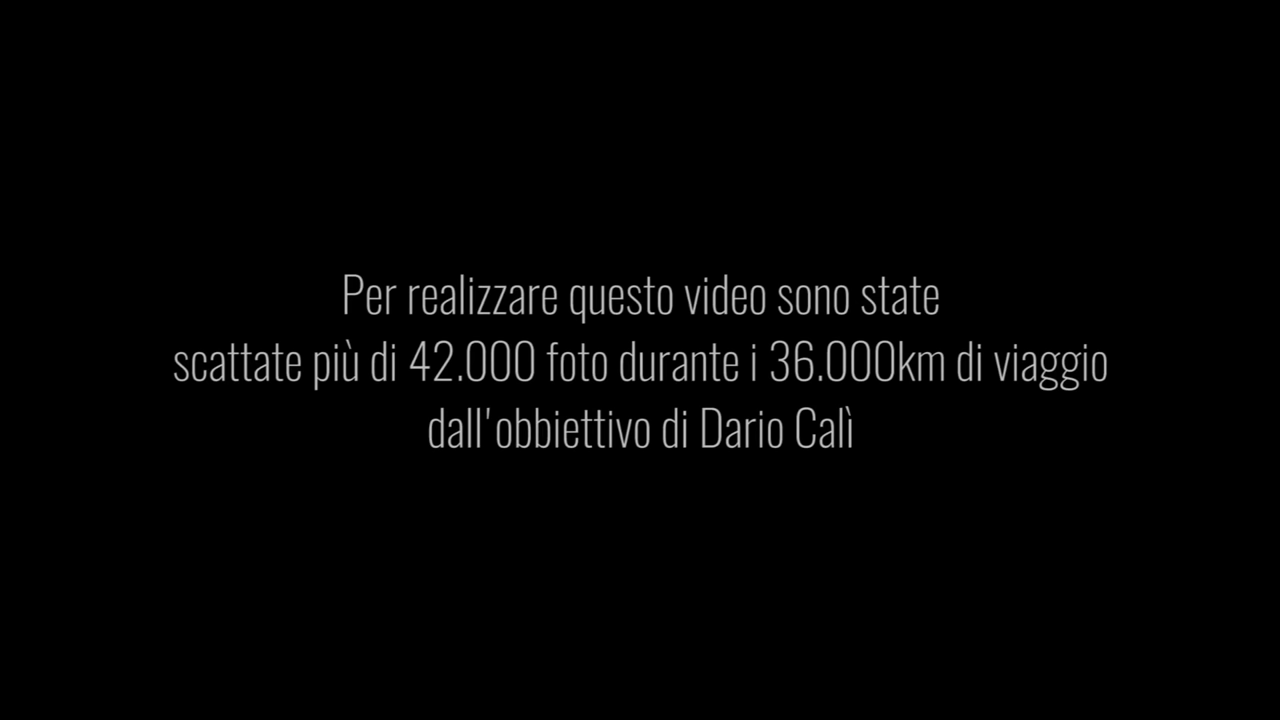 Per realizzare questo video sono state
scattate più di 42.000 foto durante i 36.000km di viaggio
dall'obbiettivo di Dario Calì